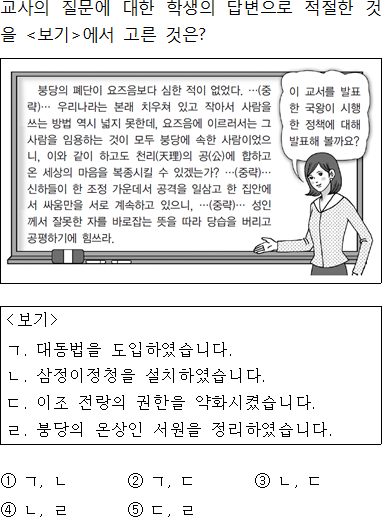 교사의 질문에 대한 학생의 답변으로 적절한 것
을 <보기>에서 고른 것은?
붕당의 폐단이 요즈음보다 심한 적이 없었다. …(중
략)… 우리나라는 본래 치우쳐 있고 작아서 사람을
쓰는 방법 역시 넓지 못한데, 요즈음에 이르러서는 그
사람을 임용하는 것이 모두 붕당에 속한 사람이었으
니, 이와 같이 하고도 천리(天理)의 공(公)에 합하고
온 세상의 마음을 복종시킬 수 있겠는가? …(중략)…
신하들이 한 조정 가운데서 공격을 일삼고 한 집안에
서 싸움만을 서로 계속하고 있으니, …(중략)… 성인
께서 잘못한 자를 바로잡는 뜻을 따라 당습을 버리고
공평하기에 힘쓰라.
이 교서를 발표
한 국왕이 시행
한 정책에 대해
발표해 볼까요?
<보기>
ㄱ. 대동법을 도입하였습니다.
ㄴ. 삼정이정청을 설치하였습니다.
ㄷ. 이조 전랑의 권한을 약화시켰습니다.
ㄹ. 붕당의 온상인 서원을 정리하였습니다.
① ㄱ, ㄴ ② ㄱ, ㄷ ③ ㄴ, ㄷ
④ ㄴ, ㄹ ⑤ ㄷ, ㄹ